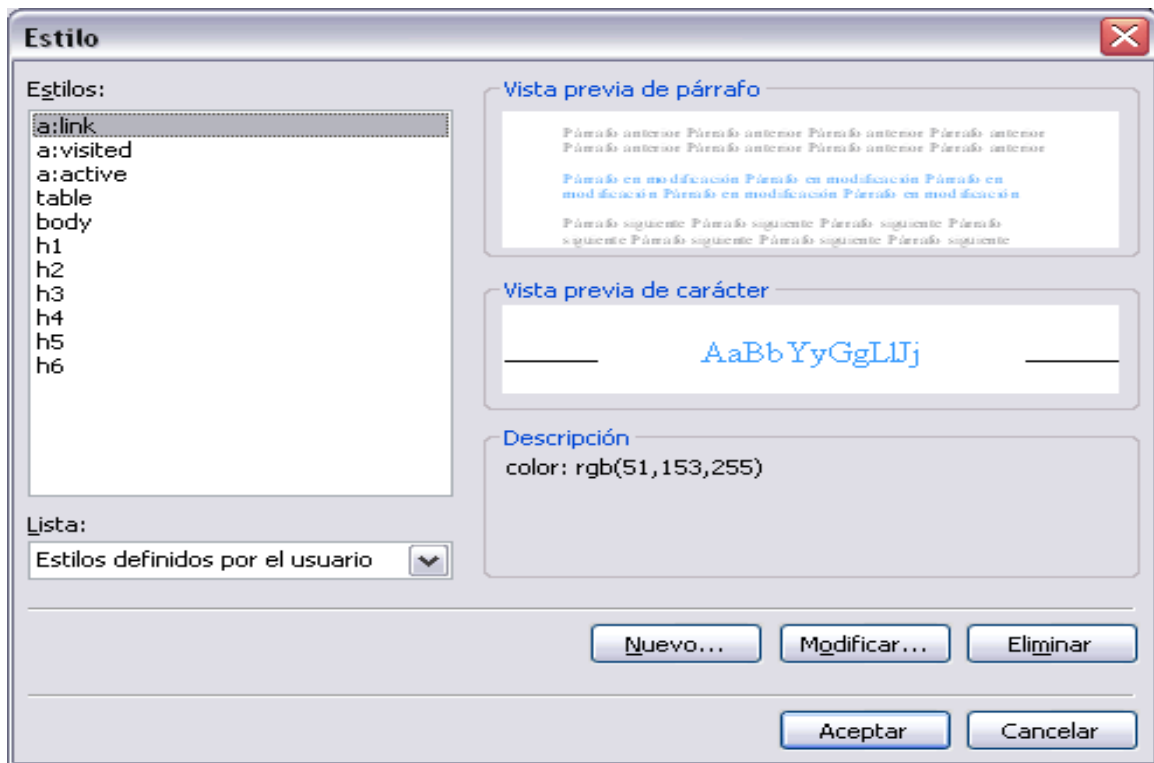 Estilo
Estilos:
a:link
a:visited
a:active
table
body
h1
h2
h3
h4
h5
h6
Lista:
Estilos definidos por el usuario
Vista previa de párrafo
Párrafo anterior Párrafo anterior Párrafo anterior Párrafo anterior
Párrafo anterior Párrafo anterior Párrafo anterior Párrafo anterior
Párrafo en modificación Párrafo en modificación Párrafo en
modificación Párrafo en modificación Párrafo en modificación
Párrafo siguiente Párrafo siguiente Párrafo siguiente Párrafo
siguiente Párrafo siguiente Párrafo siguiente Párrafo siguiente
Vista previa de carácter
AaBbYyGgLlJj
Descripción
color: rgb(51,153,255)
Nuevo...
Modificar...
Eliminar
Aceptar
Cancelar